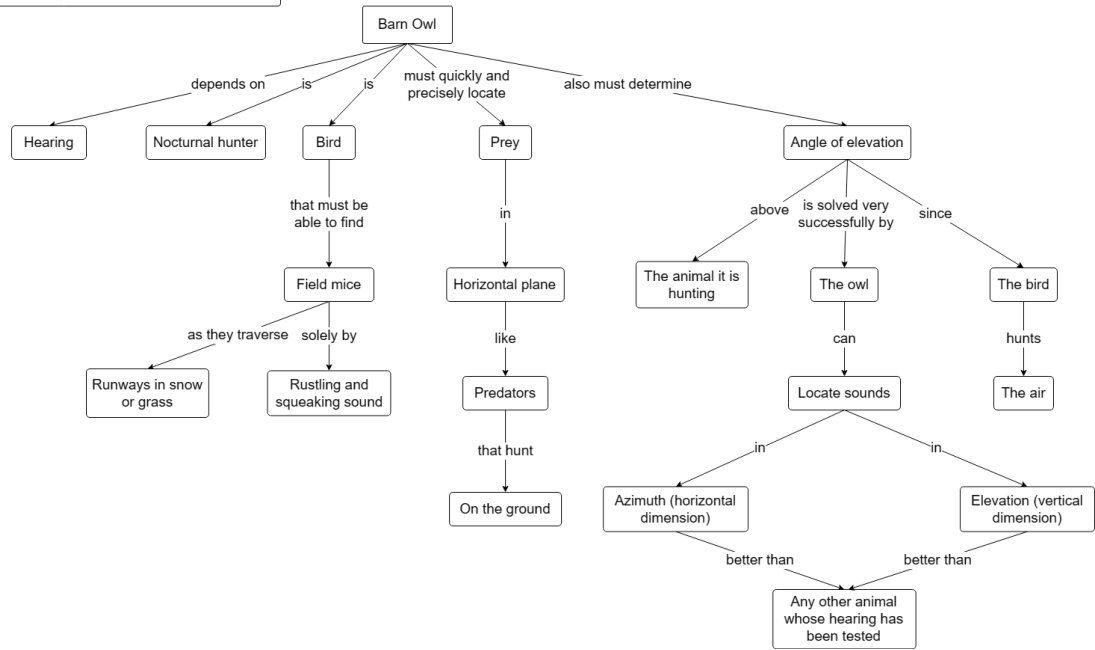 Barn Owl
depends on
is
is
must quickly and
precisely locate
also must determine
Hearing
Nocturnal hunter
Bird
Prey
Angle of elevation
that must be
able to find
in
above
is solved very
successfully by
since
Field mice
Horizontal plane
The animal it is
hunting
The owl
The bird
as they traverse
solely by
like
can
hunts
Runways in snow
or grass
Rustling and
squeaking sound
Predators
Locate sounds
The air
that hunt
in
in
On the ground
Azimuth (horizontal
dimension)
Elevation (vertical
dimension)
better than
better than
Any other animal
whose hearing has
been tested